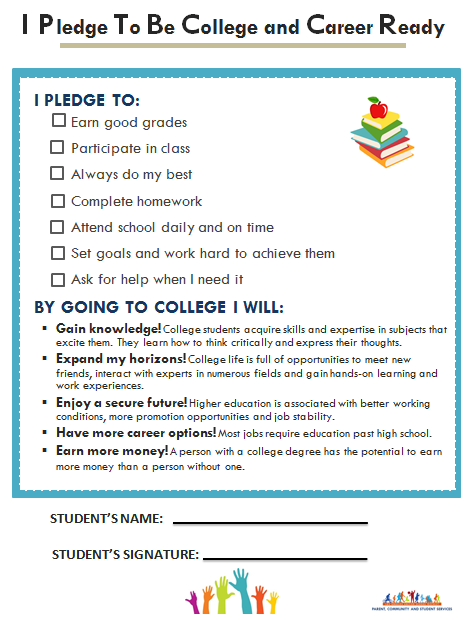 I Pledge To Be College and Career Ready
I PLEDGE TO:
Earn good grades
Participate in class
Always do my best
Complete homework
Attend school daily and on time
Set goals and work hard to achieve them
Ask for help when I need it
BY GOING TO COLLEGE I WILL:
▪ Gain knowledge! College students acquire skills and expertise in subjects that
excite them. They learn how to think critically and express their thoughts.
▪ Expand my horizons! College life is full of opportunities to meet new
friends, interact with experts in numerous fields and gain hands-on learning and
work experiences.
▪ Enjoy a secure future! Higher education is associated with better working
conditions, more promotion opportunities and job stability.
▪ Have more career options! Most jobs require education past high school.
▪ Earn more money! A person with a college degree has the potential to earn
more money than a person without one.
STUDENT'S NAME:
STUDENT'S SIGNATURE:
PARENT, COMMUNITY AND STUDENT SERVICES